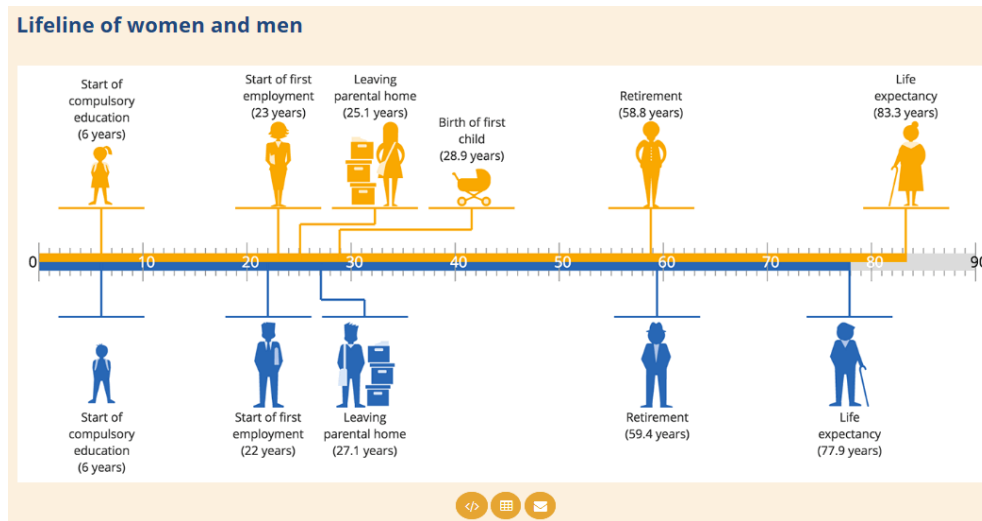 Lifeline of women and men
Start of
compulsory
education
(6 years)
Start of first
employment
(23 years)
Leaving
parental home
(25.1 years)
Birth of first
child
(28.9 years)
Retirement
(58.8 years)
Life
expectancy
(83.3 years)
0 10 20 30 40 50 60 70 80 90
Start of
compulsory
education
(6 years)
Start of first
employment
(22 years)
Leaving
parental home
(27.1 years)
Retirement
(59.4 years)
Life
expectancy
(77.9 years)